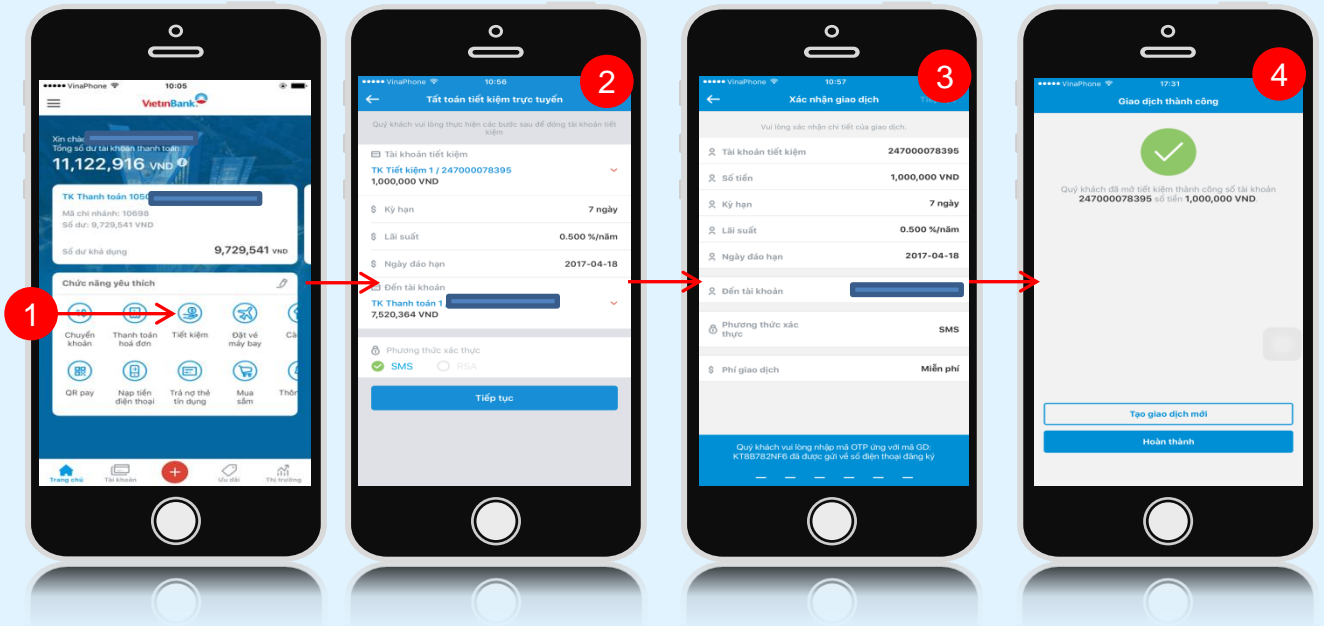 1
VinaPhone 10:05
VietinBank
Xin chào
Tổng số dư tài khoản thanh toán:
11,122,916 VND
TK Thanh toán 1050
Mã chi nhánh: 10698
Số dư: 9,729,541 VND
Số dư khả dụng 9,729,541 VND
Chức năng yêu thích
Chuyển khoản
Thanh toán hoá đơn
Tiết kiệm
Đặt vé máy bay
QR pay
Nạp tiền điện thoại
Trả nợ thẻ tín dụng
Mua sắm
Trang chủ Tài khoản Ưu đãi Thị trường
2
VinaPhone 10:56
Tất toán tiết kiệm trực tuyến
Quý khách vui lòng thực hiện các bước sau để đóng tài khoản tiết
kiệm
Tài khoản tiết kiệm
TK Tiết kiệm 1 / 247000078395
1,000,000 VND
$ Kỳ hạn 7 ngày
$ Lãi suất 0.500 %/năm
$ Ngày đáo hạn 2017-04-18
Đến tài khoản
TK Thanh toán 1
7,520,364 VND
Phương thức xác thực
SMS RSA
Tiếp tục
3
VinaPhone 10:57
Xác nhận giao dịch
Vui lòng xác nhận chi tiết của giao dịch.
Tài khoản tiết kiệm 247000078395
Số tiền 1,000,000 VND
Kỳ hạn 7 ngày
Lãi suất 0.500 %/năm
Ngày đáo hạn 2017-04-18
Đến tài khoản
Phương thức xác
thực SMS
$ Phí giao dịch Miễn phí
Quý khách vui lòng nhập mã OTP ứng với mã GD:
KT8B782NF6 đã được gửi về số điện thoại đăng ký
4
VinaPhone 17:31
Giao dịch thành công
Quý khách đã mở tiết kiệm thành công số tài khoản
247000078395 số tiền 1,000,000 VND.
Tạo giao dịch mới
Hoàn thành